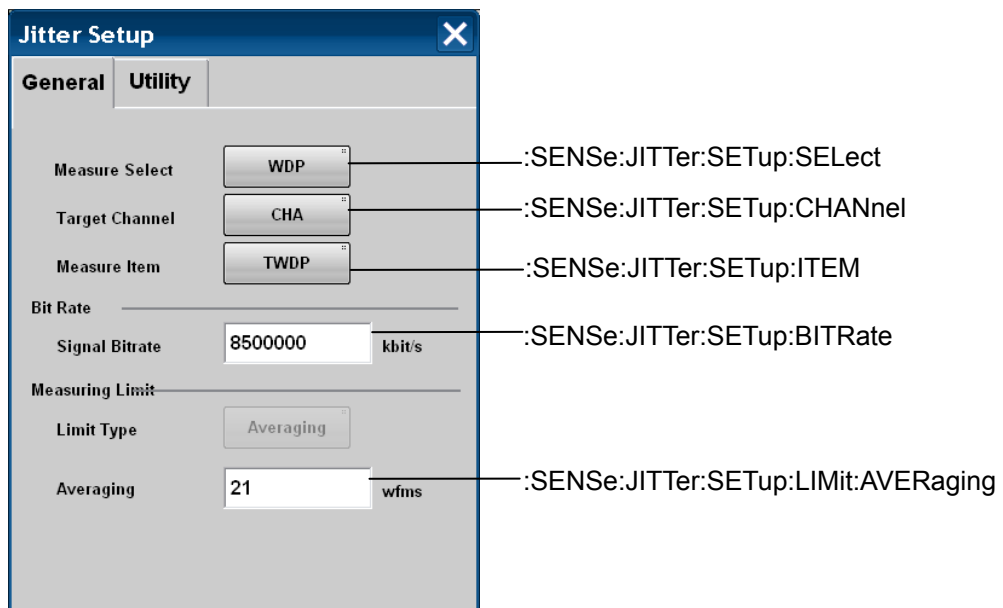 Jitter Setup
General Utility
Measure Select WDP :SENSe:JITTer:SETup:SELect
Target Channel CHA :SENSe:JITTer:SETup:CHANnel
Measure Item TWDP :SENSe:JITTer:SETup:ITEM
Bit Rate
Signal Bitrate 8500000 kbit/s :SENSe:JITTer:SETup:BITRate
Measuring Limit
Limit Type Averaging
Averaging 21 wfms :SENSe:JITTer:SETup:LIMit:AVERaging